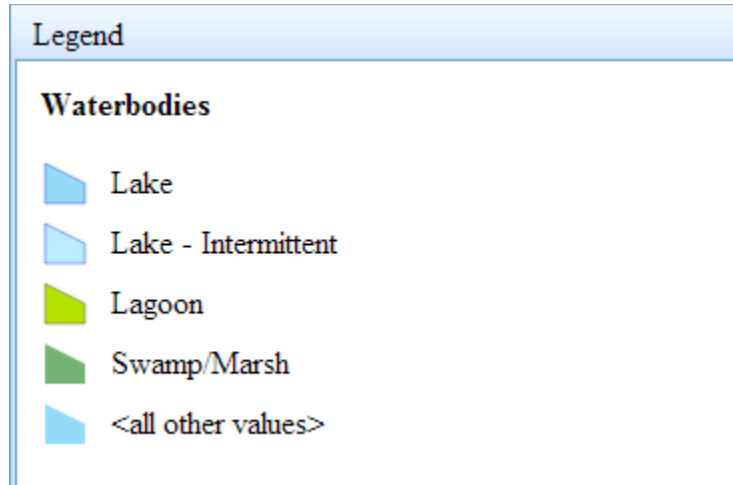 Legend
Waterbodies
Lake
Lake - Intermittent
Lagoon
Swamp/Marsh
<all other values>